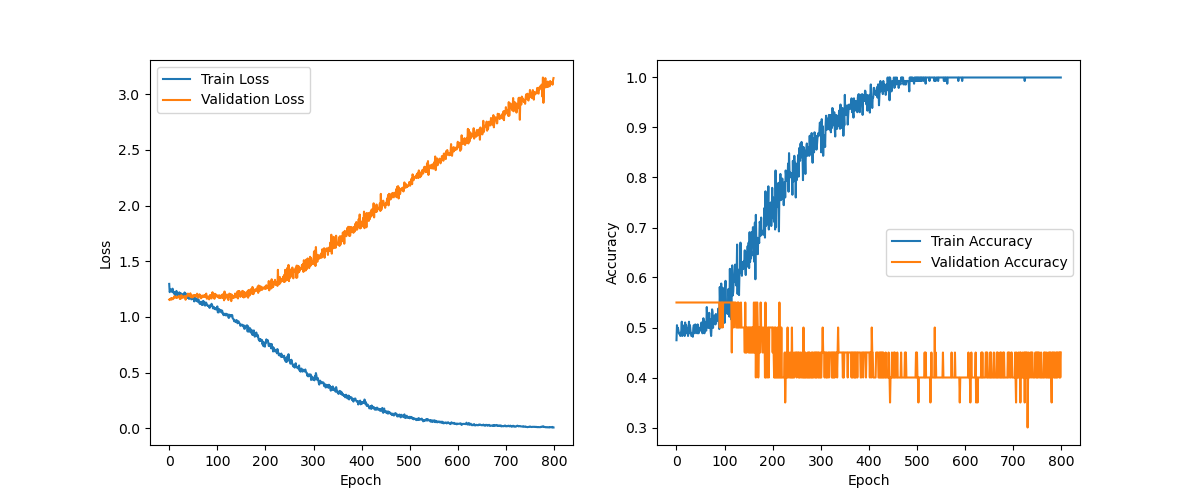 Train Loss
Validation Loss
3.0
2.5
2.0
1.5
1.0
0.5
0.0
Loss
0 100 200 300 400 500 600 700 800
Epoch
1.0
0.9
0.8
0.7
0.6
0.5
0.4
0.3
Accuracy
Train Accuracy
Validation Accuracy
0 100 200 300 400 500 600 700 800
Epoch